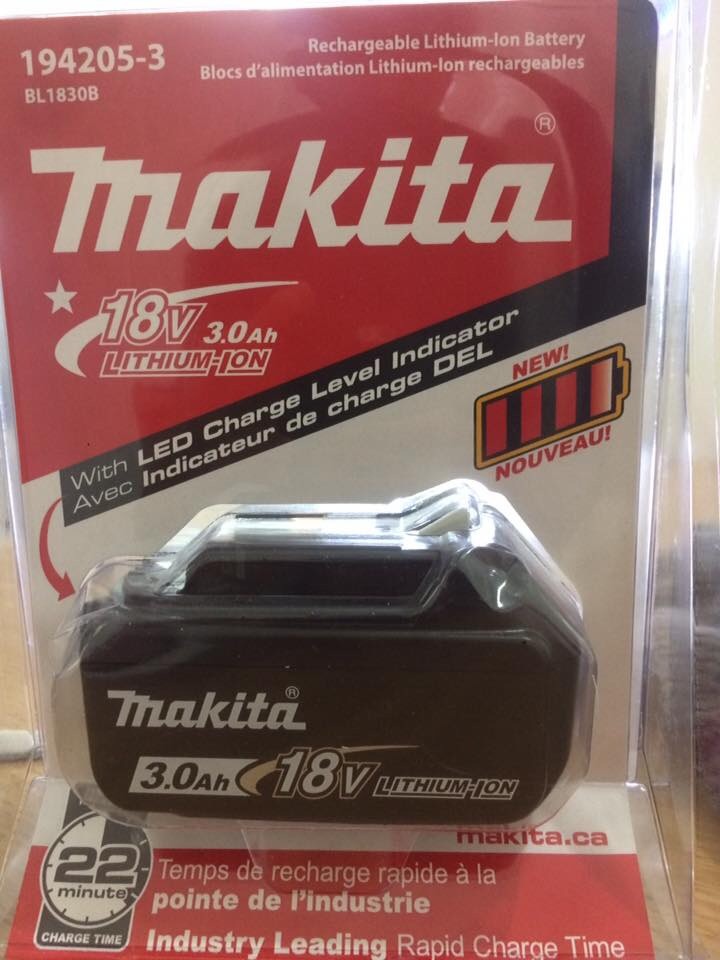 194205-3
BL1830B
Rechargeable Lithium-Ion Battery
Blocs d'alimentation Lithium-Ion rechargeables
makita®
18V 3.0Ah
LITHIUM-ION
With LED Charge Level Indicator
Avec Indicateur de charge DEL
NEW!
NOUVEAU!
makita®
3.0Ah 18V LITHIUM-ION
makita.ca
22
minute
CHARGE TIME
Temps de recharge rapide à la
pointe de l'industrie
Industry Leading Rapid Charge Time